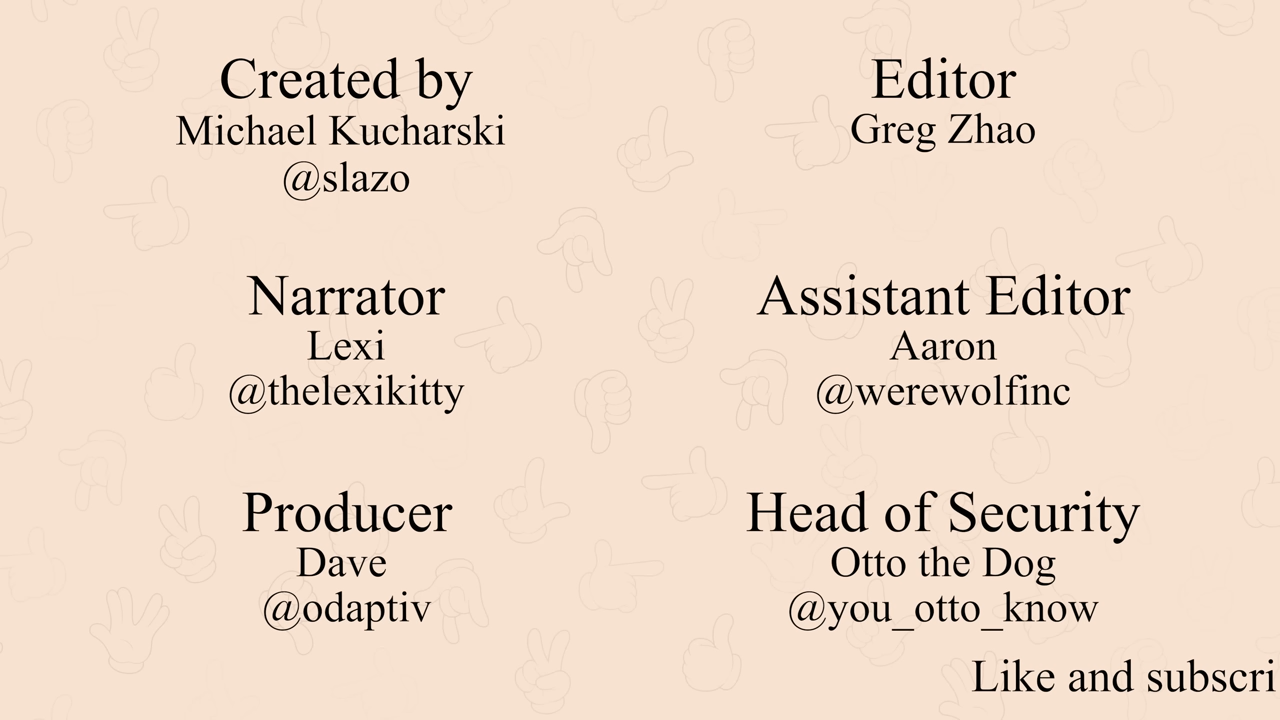 Created by
Michael Kucharski
@slazo
Editor
Greg Zhao
Narrator
Lexi
@thelexikitty
Assistant Editor
Aaron
@werewolfinc
Producer
Dave
@odaptiv
Head of Security
Otto the Dog
@you_otto_know
Like and subscri